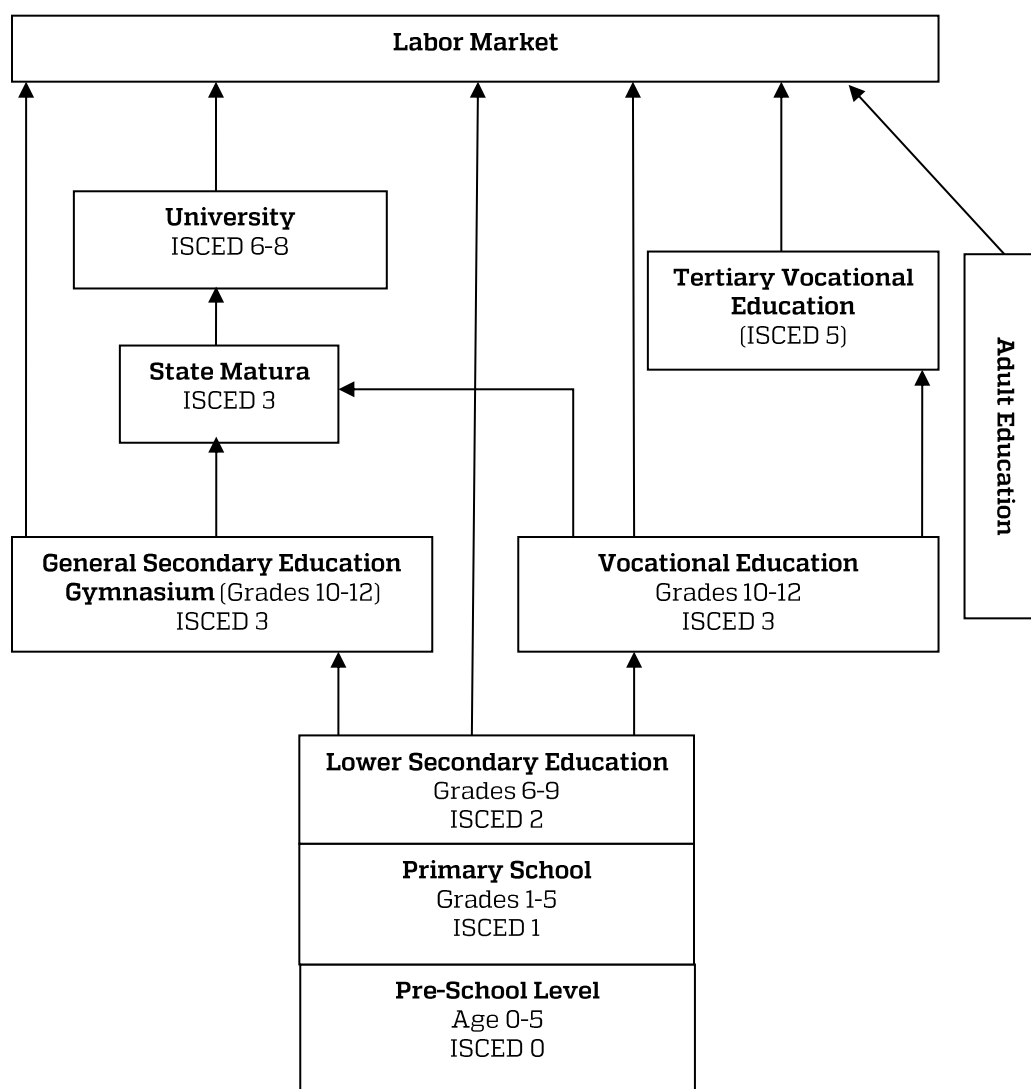 Labor Market
University
ISCED 6-8
Tertiary Vocational
Education
(ISCED 5)
Adult Education
State Matura
ISCED 3
General Secondary Education
Gymnasium (Grades 10-12)
ISCED 3
Vocational Education
Grades 10-12
ISCED 3
Lower Secondary Education
Grades 6-9
ISCED 2
Primary School
Grades 1-5
ISCED 1
Pre-School Level
Age 0-5
ISCED 0